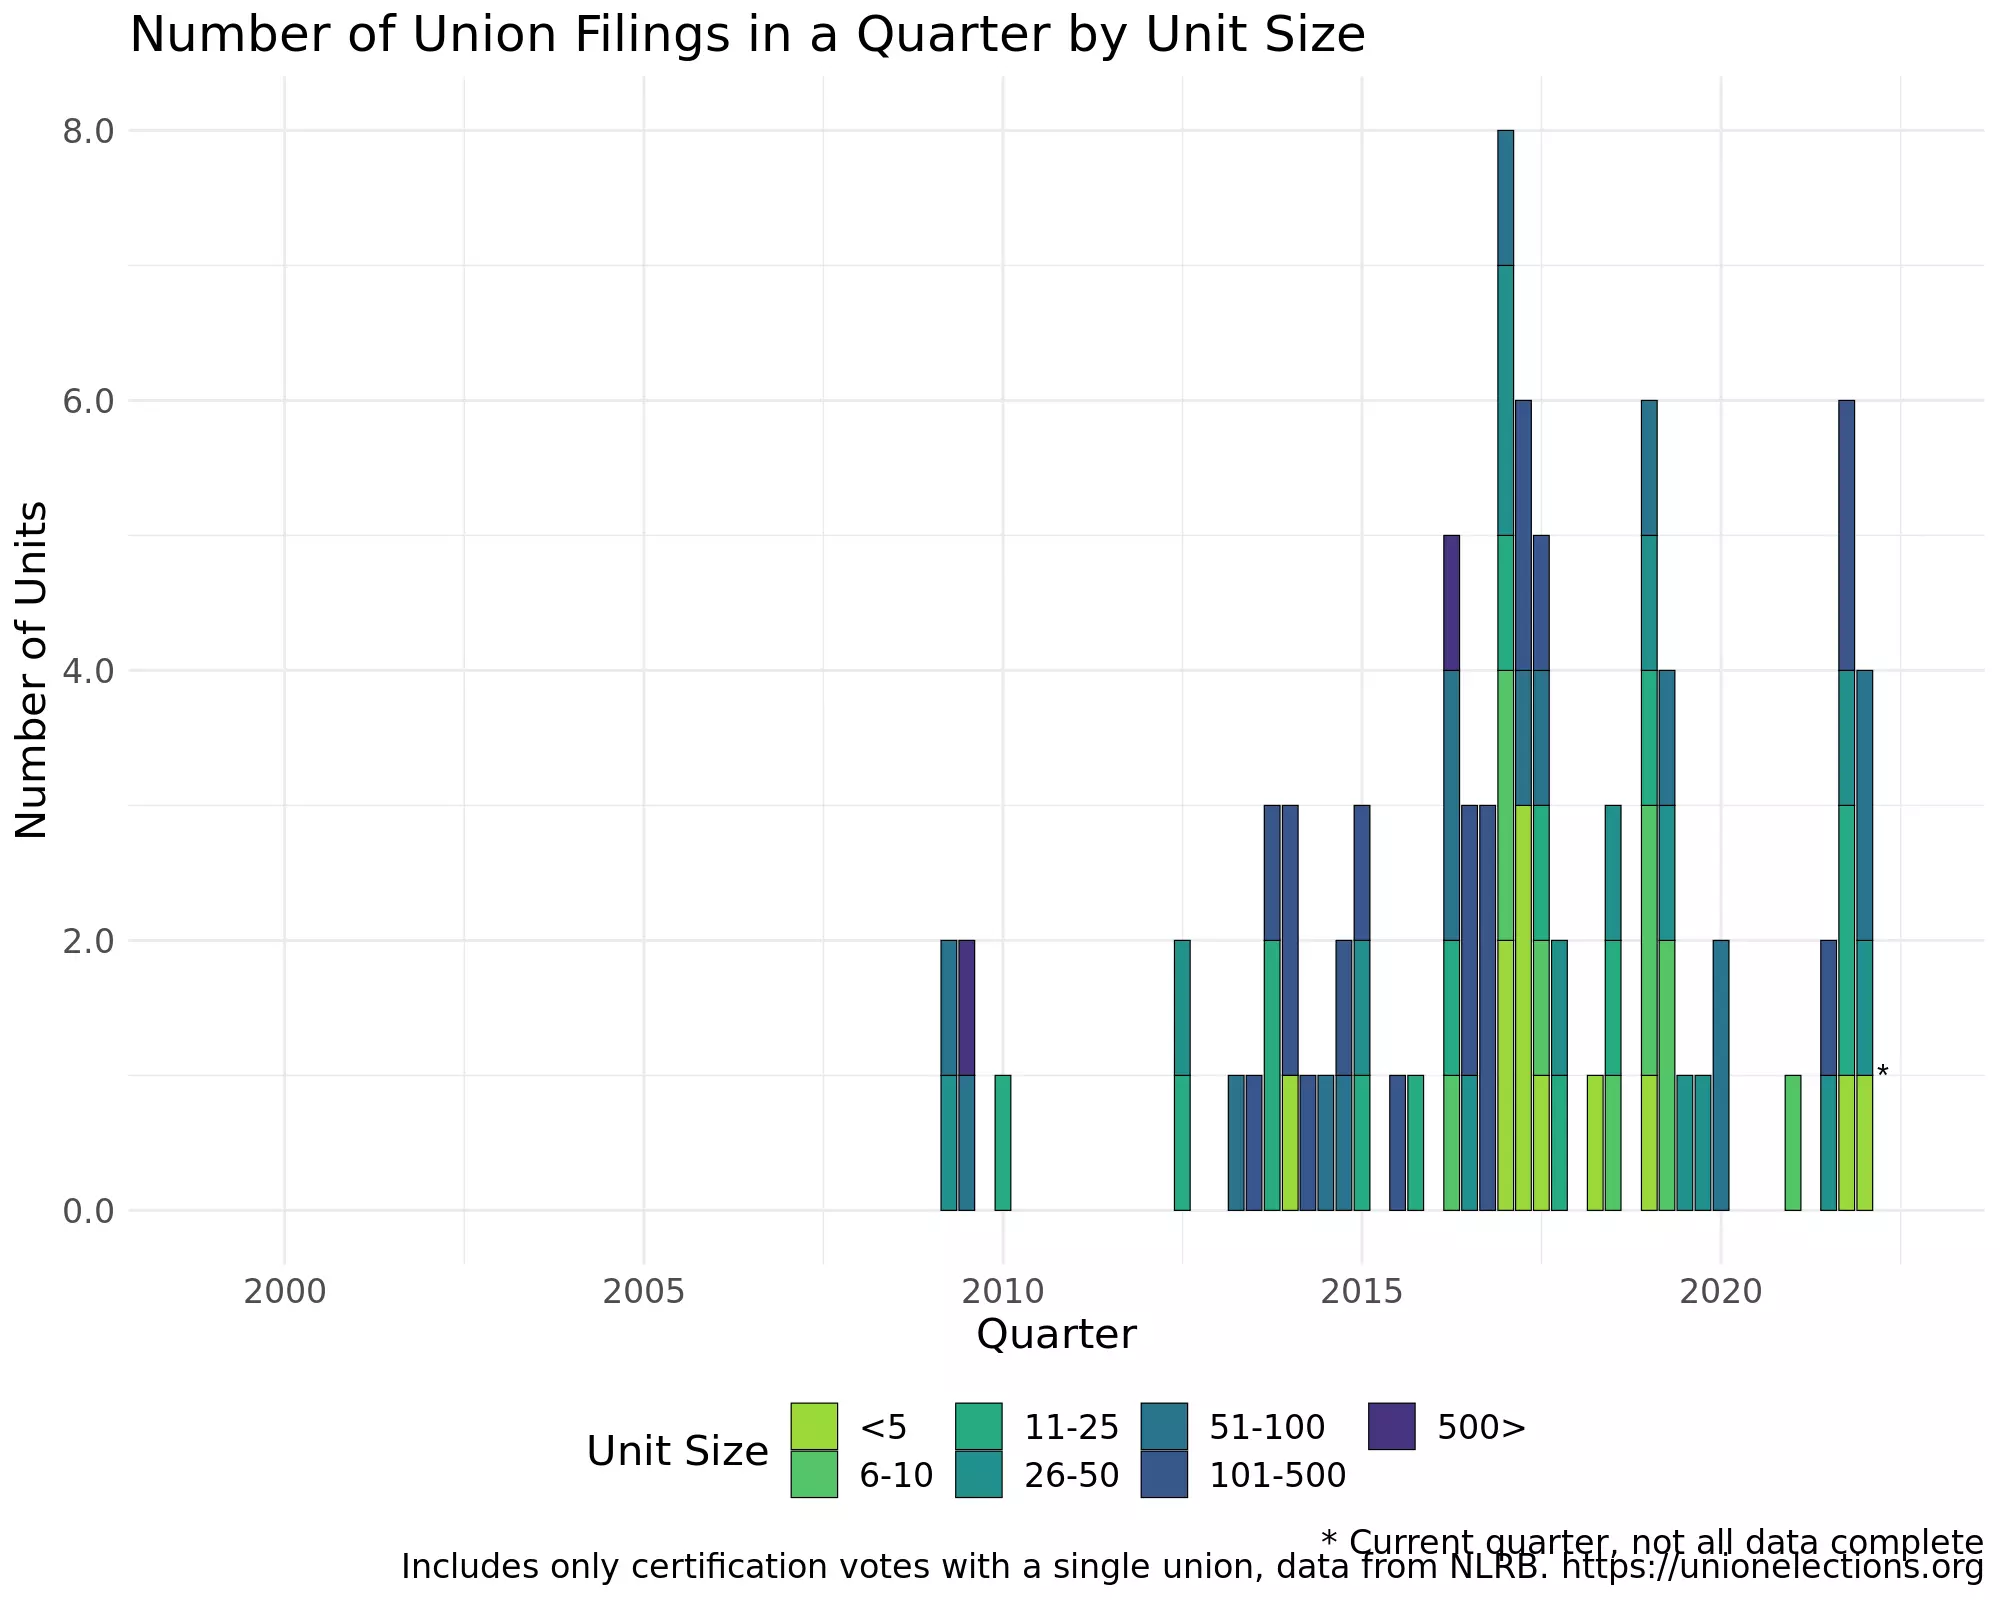 Number of Union Filings in a Quarter by Unit Size
8.0
6.0
4.0
2.0
0.0
Number of Units
*
2000 2005 2010 2015 2020
Quarter
Unit Size
<5 11-25 51-100 500>
6-10 26-50 101-500
* Current quarter, not all data complete
Includes only certification votes with a single union, data from NLRB. https://unionelections.org